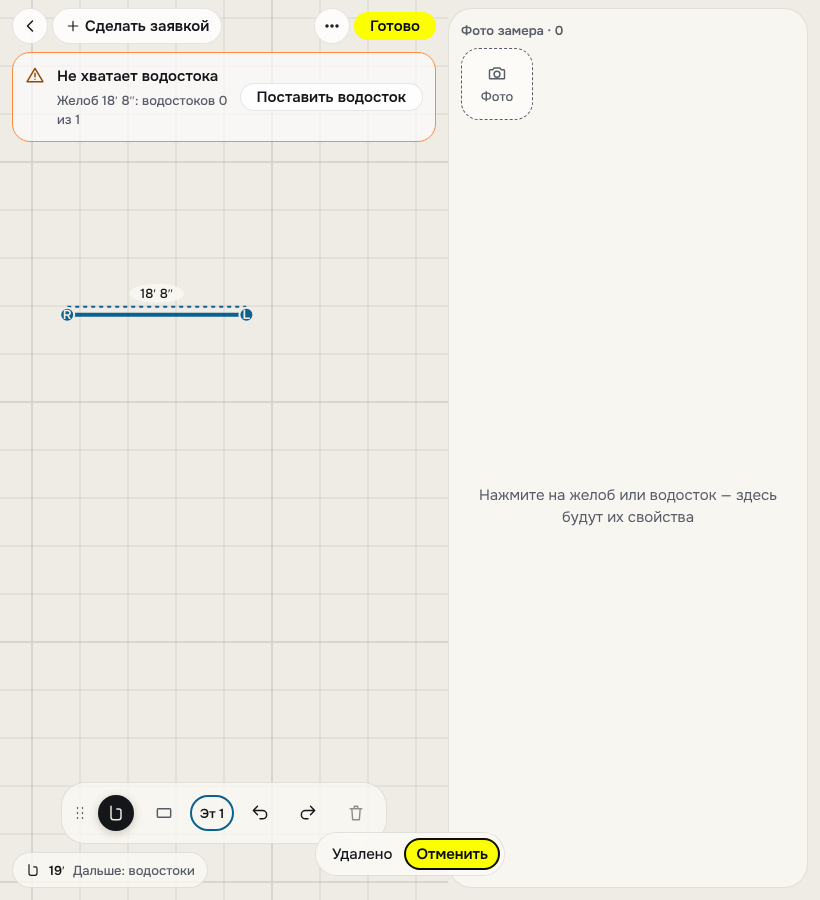 Сделать заявкой
Готово
Фото замера · 0
Фото
Не хватает водостока
Желоб 18′ 8″: водостоков 0
из 1
Поставить водосток
18′ 8″
R
L
Нажмите на желоб или водосток — здесь
будут их свойства
Эт 1
Удалено
Отменить
19′ Дальше: водостоки